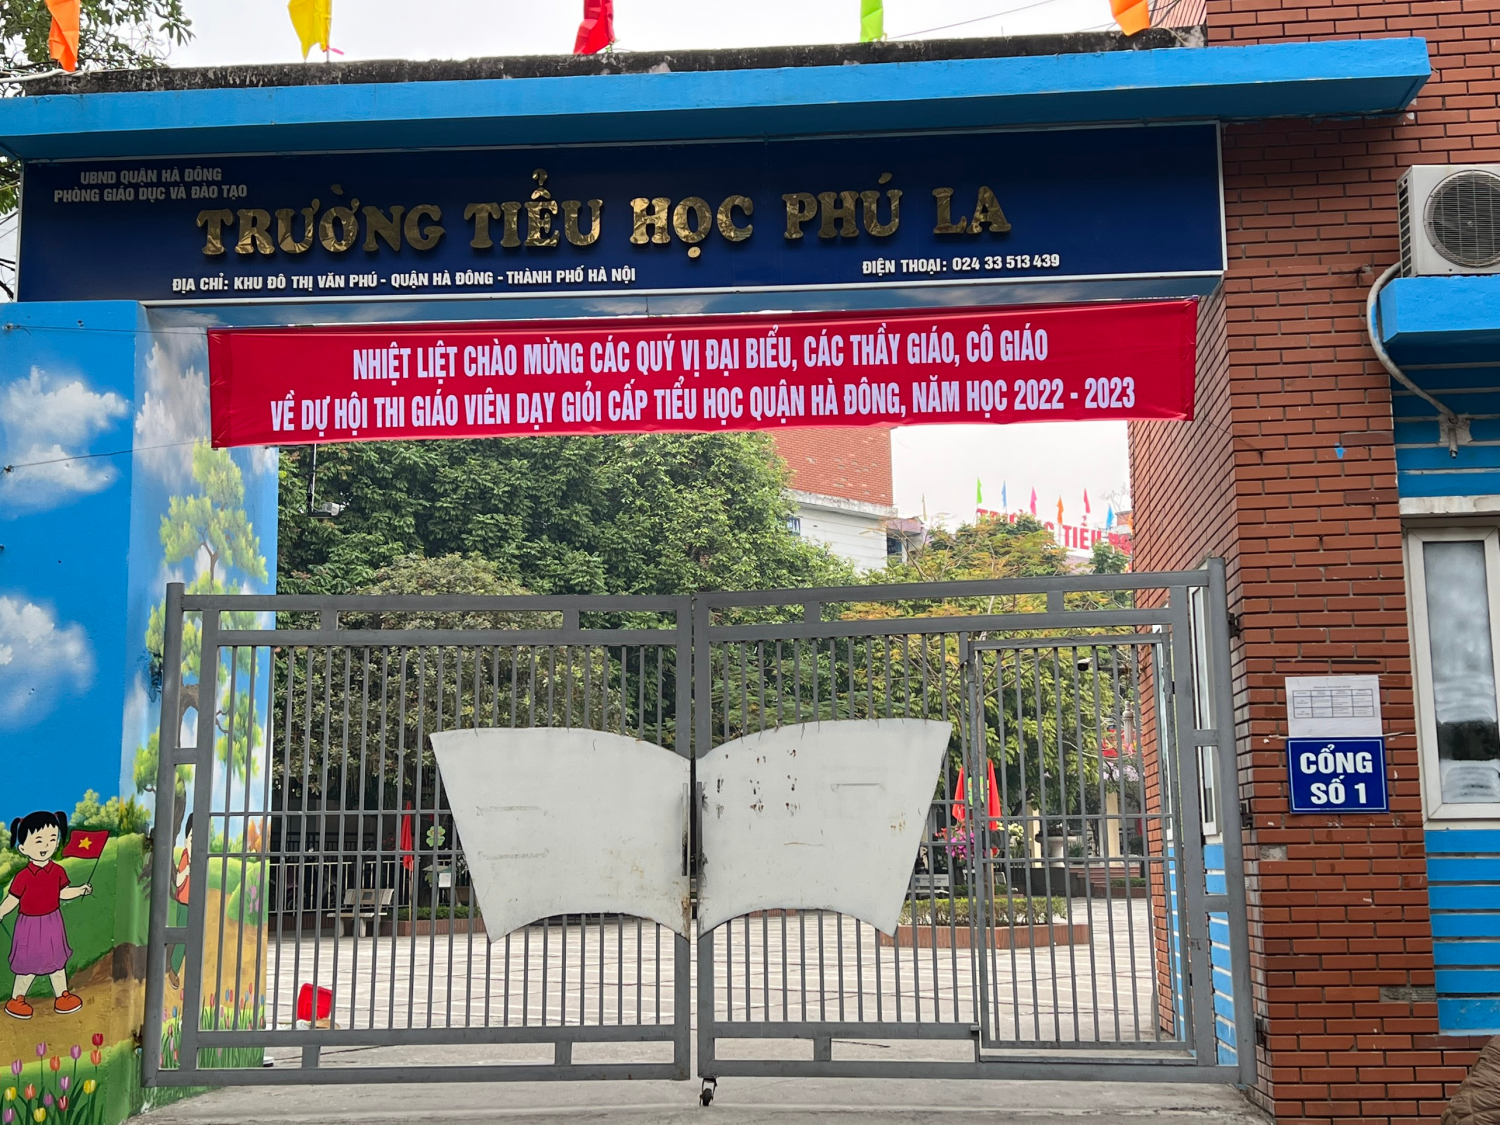 UBND QUẬN HÀ ĐÔNG
PHÒNG GIÁO DỤC VÀ ĐÀO TẠO
TRƯỜNG TIỂU HỌC PHÚ LA
ĐỊA CHỈ: KHU ĐÔ THỊ VĂN PHÚ - QUẬN HÀ ĐÔNG - THÀNH PHỐ HÀ NỘI
ĐIỆN THOẠI: 024 33 513 439
NHIỆT LIỆT CHÀO MỪNG CÁC QUÝ VỊ ĐẠI BIỂU, CÁC THẦY GIÁO, CÔ GIÁO
VỀ DỰ HỘI THI GIÁO VIÊN DẠY GIỎI CẤP TIỂU HỌC QUẬN HÀ ĐÔNG, NĂM HỌC 2022 - 2023
TRƯỜNG TIỂU
CỔNG
SỐ 1